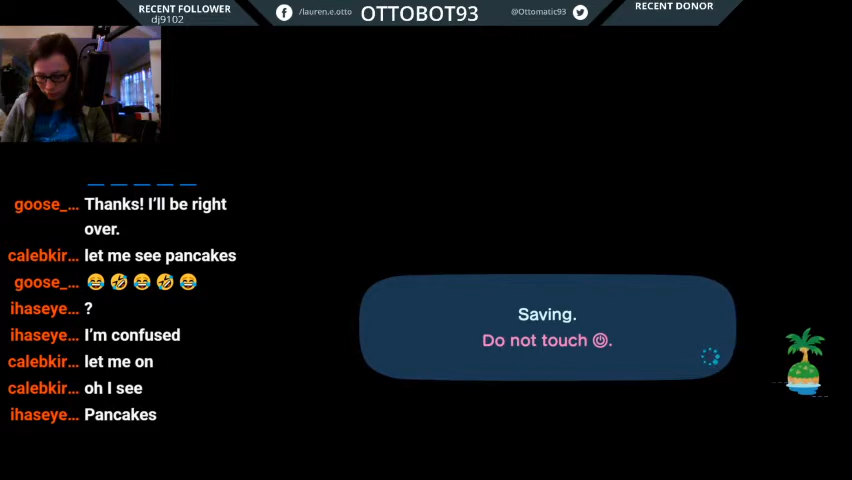 RECENT FOLLOWER
dj9102
/lauren.e.otto
OTTOBOT93
@Ottomatic93
RECENT DONOR
goose_... Thanks! I'll be right
over.
calebkir... let me see pancakes
goose_... 😂 🤣 😂 🤣 😂
ihaseye... ?
ihaseye... I'm confused
calebkir... let me on
calebkir... oh I see
ihaseye... Pancakes
Saving.
Do not touch ⏻.